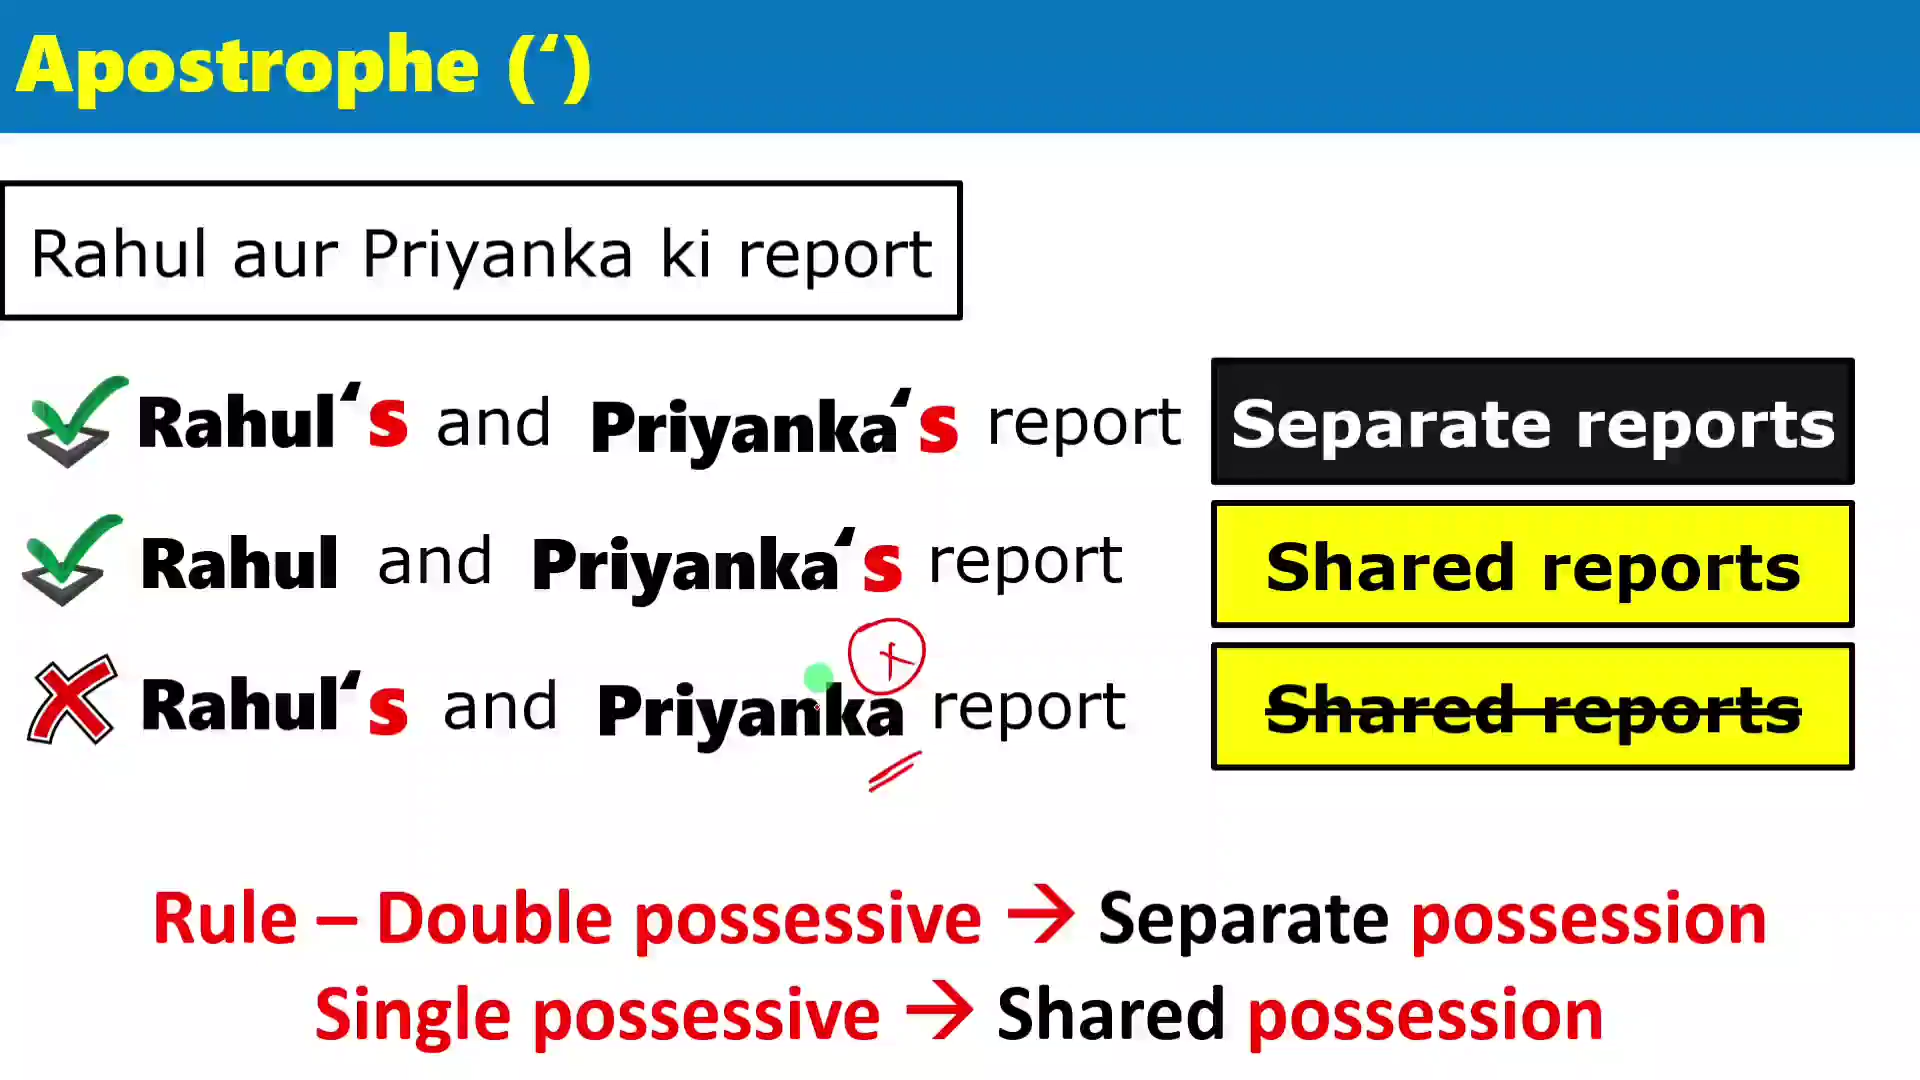 Apostrophe (‘)
Rahul aur Priyanka ki report
Rahul‘s and Priyanka‘s report
Separate reports
Rahul and Priyanka‘s report
Shared reports
Rahul‘s and Priyanka report
Shared reports
Rule – Double possessive → Separate possession
Single possessive → Shared possession